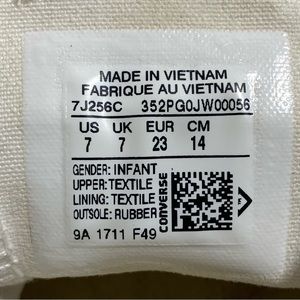 MADE IN VIETNAM
FABRIQUE AU VIETNAM
7J256C 352PG0JW00056
US UK EUR CM
7 7 23 14
GENDER: INFANT
UPPER: TEXTILE
LINING: TEXTILE
OUTSOLE: RUBBER
CONVERSE
9A 1711 F49